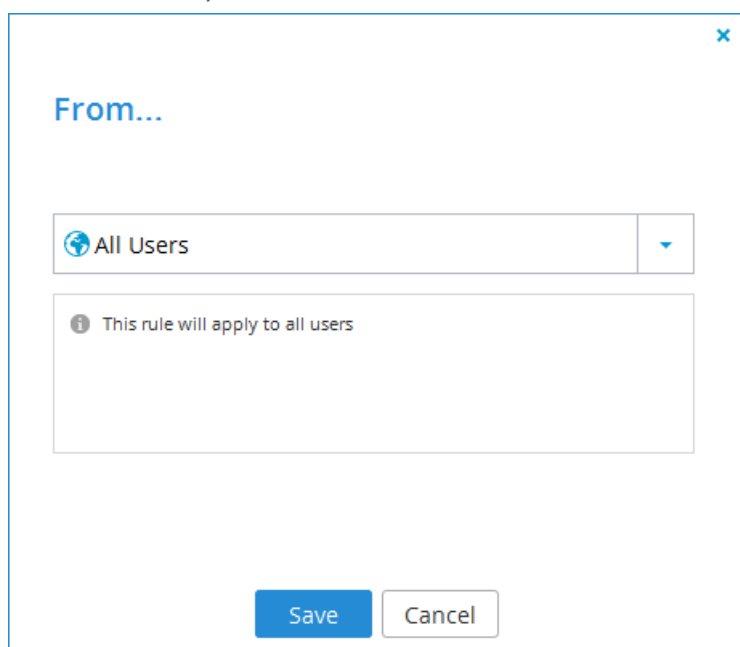 From...
All Users
This rule will apply to all users
Save
Cancel